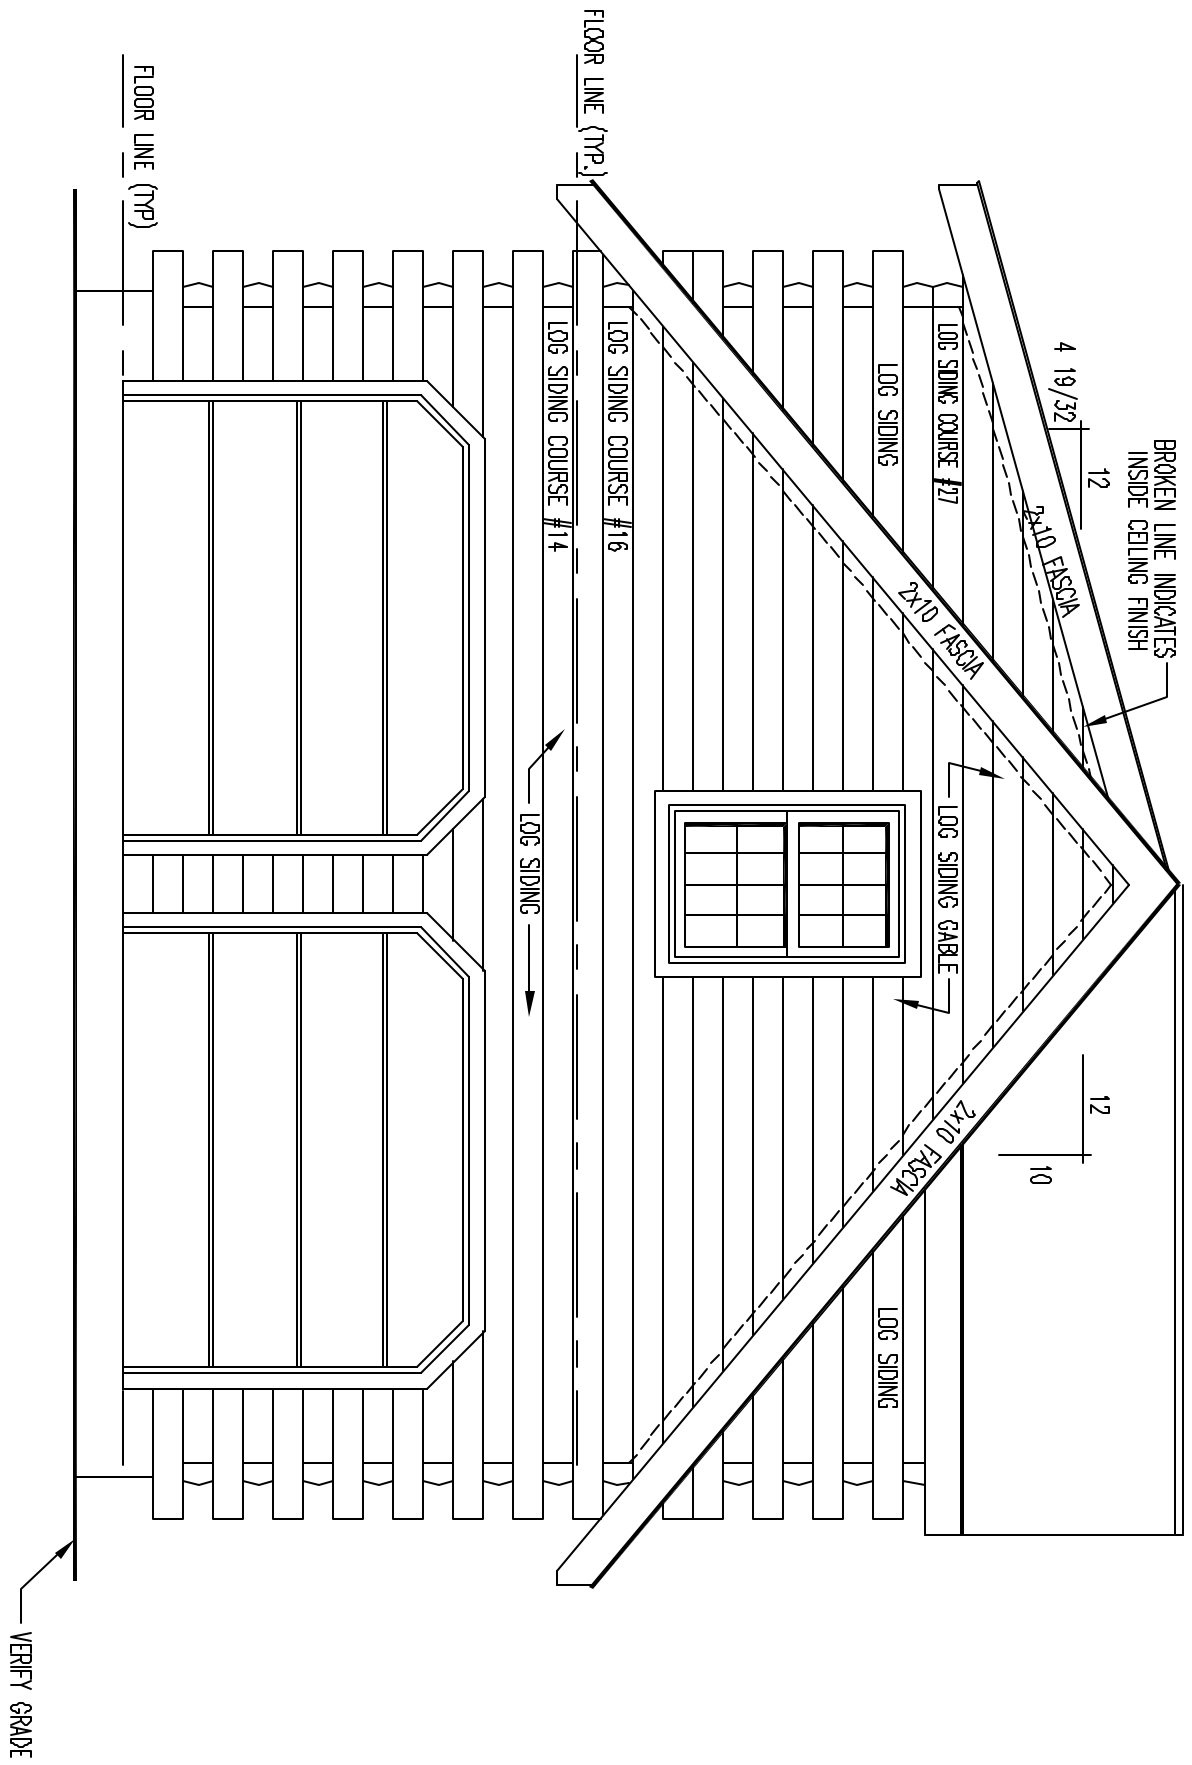 BROKEN LINE INDICATES
INSIDE CEILING FINISH
4 19/32
12
2x10 FASCIA
12
10
2x10 FASCIA
2x10 FASCIA
LOG SIDING COURSE #27
LOG SIDING GABLE
LOG SIDING
LOG SIDING
FLOOR LINE (TYP.)
LOG SIDING COURSE #16
LOG SIDING COURSE #14
LOG SIDING
FLOOR LINE (TYP)
VERIFY GRADE